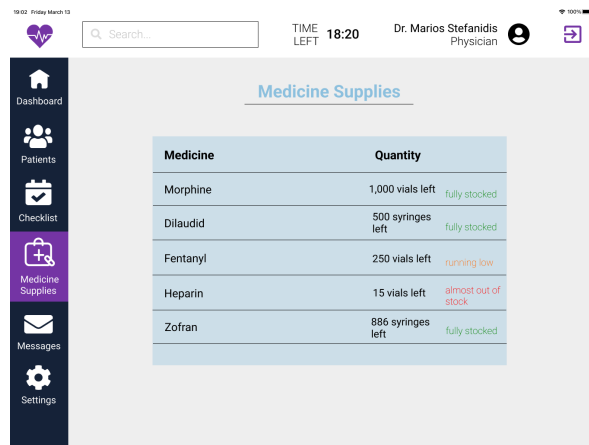 19:02 Friday March 13
100%
Search...
TIME LEFT 18:20
Dr. Marios Stefanidis
Physician
Dashboard
Patients
Checklist
Medicine
Supplies
Messages
Settings
Medicine Supplies
Medicine Quantity
Morphine 1,000 vials left fully stocked
Dilaudid 500 syringes left fully stocked
Fentanyl 250 vials left running low
Heparin 15 vials left almost out of stock
Zofran 886 syringes left fully stocked